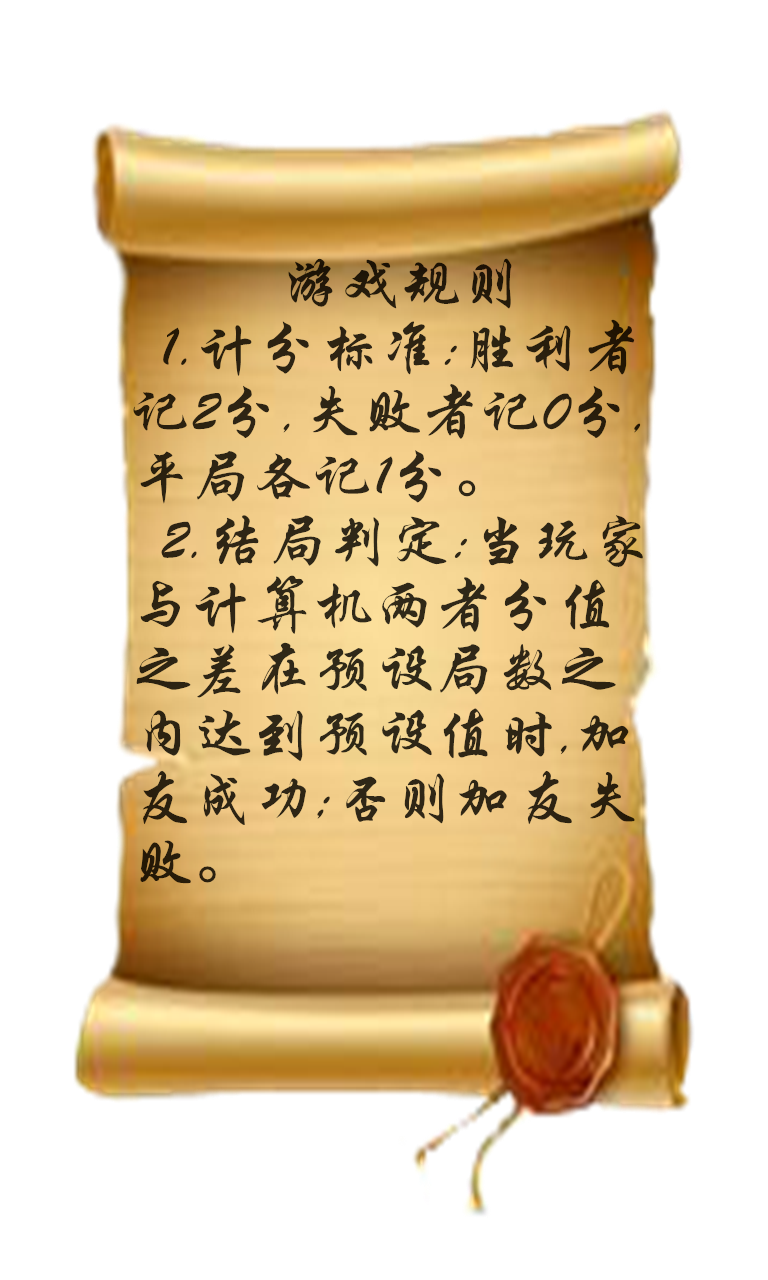 游戏规则
1.计分标准:胜利者
记2分,失败者记0分,
平局各记1分。
2.结局判定:当玩家
与计算机两者分值
之差在预设局数之
内达到预设值时,加
友成功;否则加友失
败。